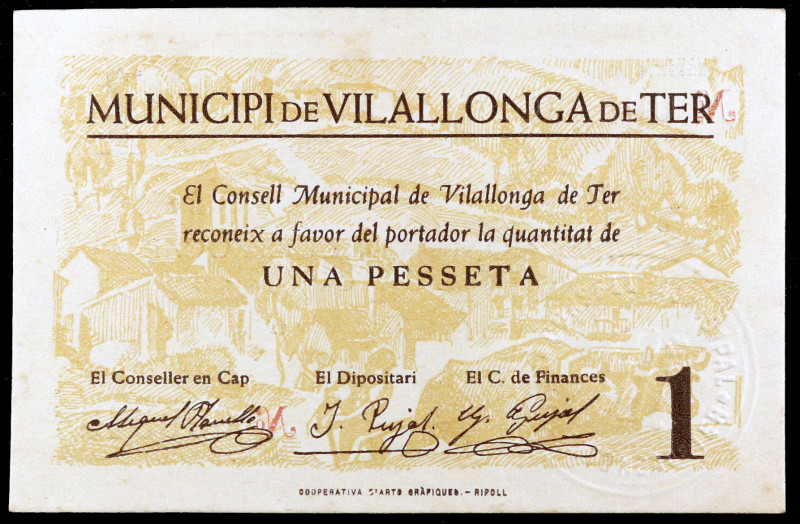 MUNICIPI DE VILALLONGA DE TER
El Consell Municipal de Vilallonga de Ter
reconeix a favor del portador la quantitat de
UNA PESSETA
El Conseller en Cap El Dipositari El C. de Finances
J. Pujal.
1
COOPERATIVA D'ARTS GRÀFIQUES. - RIPOLL